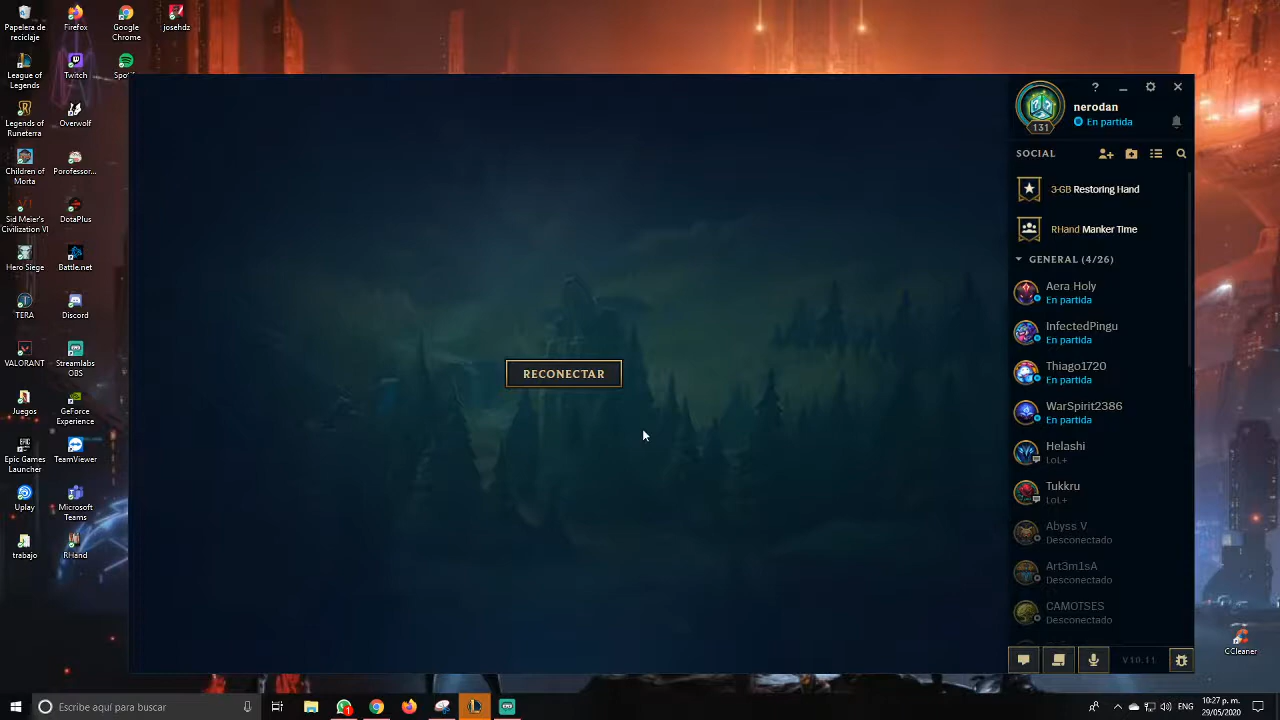 Papelera de reciclaje
Firefox
Google Chrome
josehdz
League of Legends
Twitch
Legends of Runeterra
Overwolf
Children of Morta
Porofessor...
Sid Meier's Civilization VI
DotaPlus
Hero Siege
Battle.net
TERA
Discord
VALORANT
Streamlabs OBS
Juegos
GeForce Experience
Epic Games Launcher
TeamViewer
Uplay
Microsoft Teams
trabajo
RHand
RECONECTAR
?
131
nerodan
En partida
SOCIAL
3-GB Restoring Hand
RHand Manker Time
GENERAL (4/26)
Aera Holy
En partida
InfectedPingu
En partida
Thiago1720
En partida
WarSpirit2386
En partida
Helashi
LoL+
Tukkru
LoL+
Abyss V
Desconectado
Art3m1sA
Desconectado
CAMOTSES
Desconectado
V10.11
CCleaner
Escribe aquí para buscar
1
ENG
10:27 p. m.
29/05/2020